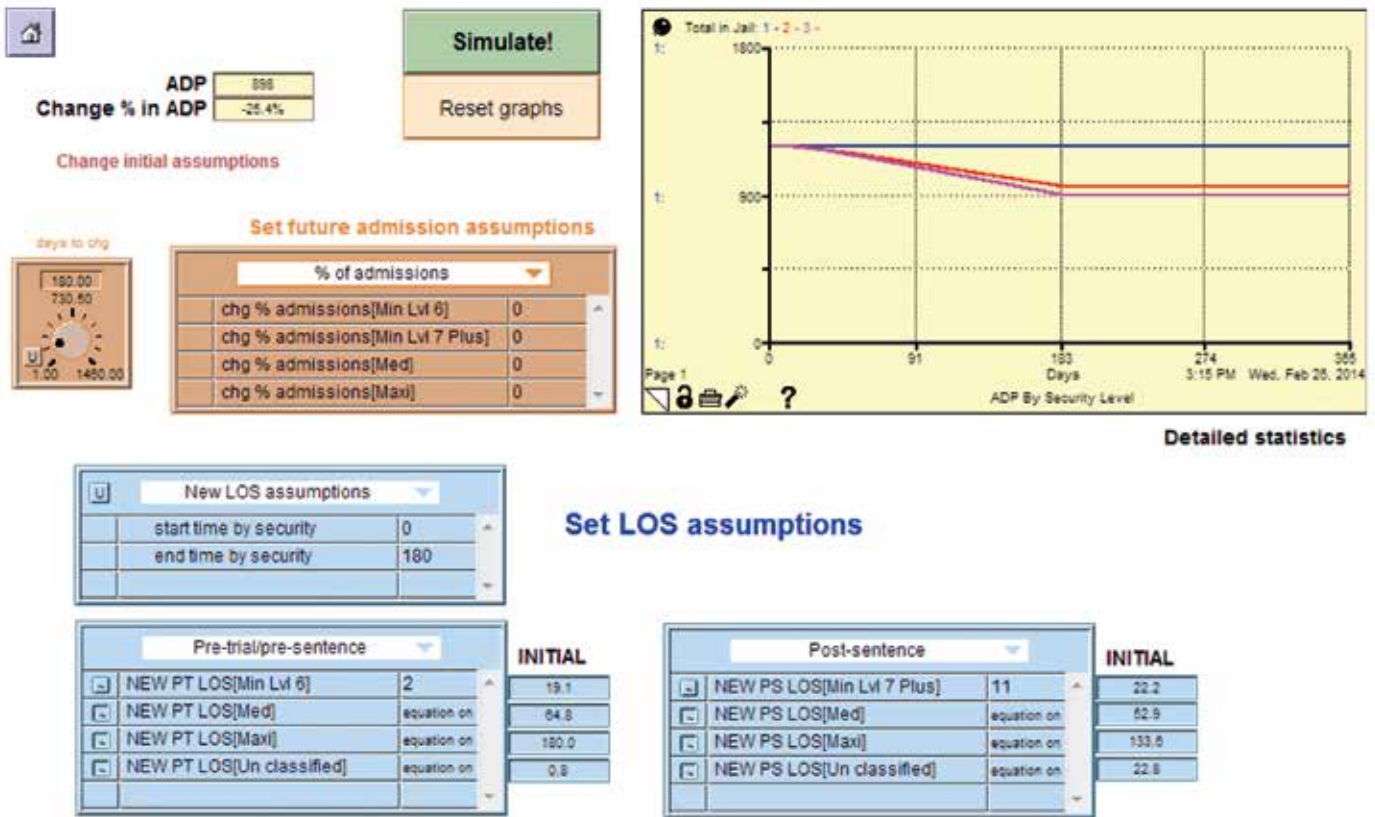 Simulate!
Reset graphs
ADP 898
Change % in ADP -25.4%
Change initial assumptions
Set future admission assumptions
days to chg
180.00
730.50
U
1.00 1460.00
% of admissions
chg % admissions[Min Lvl 6] 0
chg % admissions[Min Lvl 7 Plus] 0
chg % admissions[Med] 0
chg % admissions[Maxi] 0
Total in Jail: 1 - 2 - 3 -
1: 1800
1: 900
1: 0
0 91 183 274 365
Page 1
Days
3:15 PM Wed, Feb 26, 2014
?
ADP By Security Level
Detailed statistics
U New LOS assumptions
start time by security 0
end time by security 180
Set LOS assumptions
Pre-trial/pre-sentence INITIAL
NEW PT LOS[Min Lvl 6] 2 19.1
NEW PT LOS[Med] equation on 64.8
NEW PT LOS[Maxi] equation on 180.0
NEW PT LOS[Un classified] equation on 0.8
Post-sentence INITIAL
NEW PS LOS[Min Lvl 7 Plus] 11 22.2
NEW PS LOS[Med] equation on 52.9
NEW PS LOS[Maxi] equation on 133.6
NEW PS LOS[Un classified] equation on 22.8